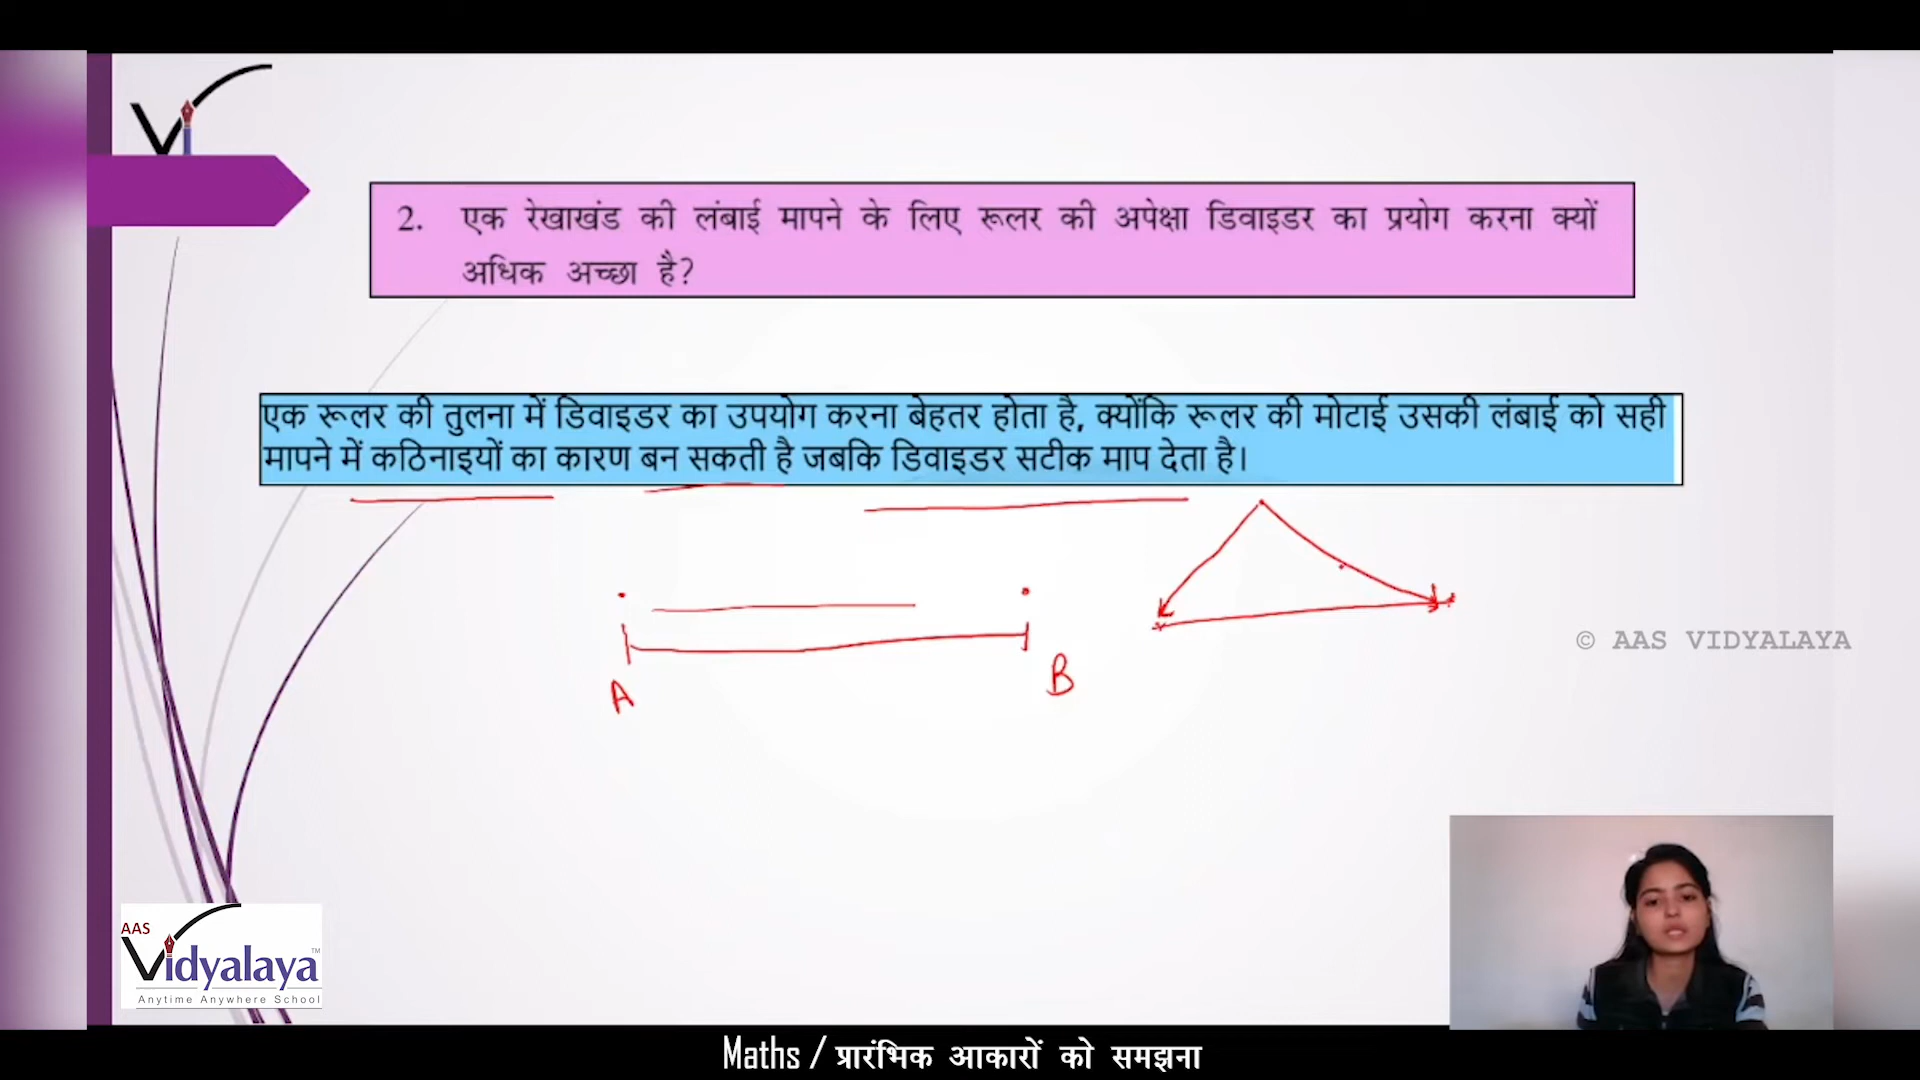 2. एक रेखाखंड की लंबाई मापने के लिए रूलर की अपेक्षा डिवाइडर का प्रयोग करना क्यों
अधिक अच्छा है?
एक रूलर की तुलना में डिवाइडर का उपयोग करना बेहतर होता है, क्योंकि रूलर की मोटाई उसकी लंबाई को सही
मापने में कठिनाइयों का कारण बन सकती है जबकि डिवाइडर सटीक माप देता है।
A
B
© AAS VIDYALAYA
AAS
Vidyalaya™
Anytime Anywhere School
Maths / प्रारंभिक आकारों को समझना